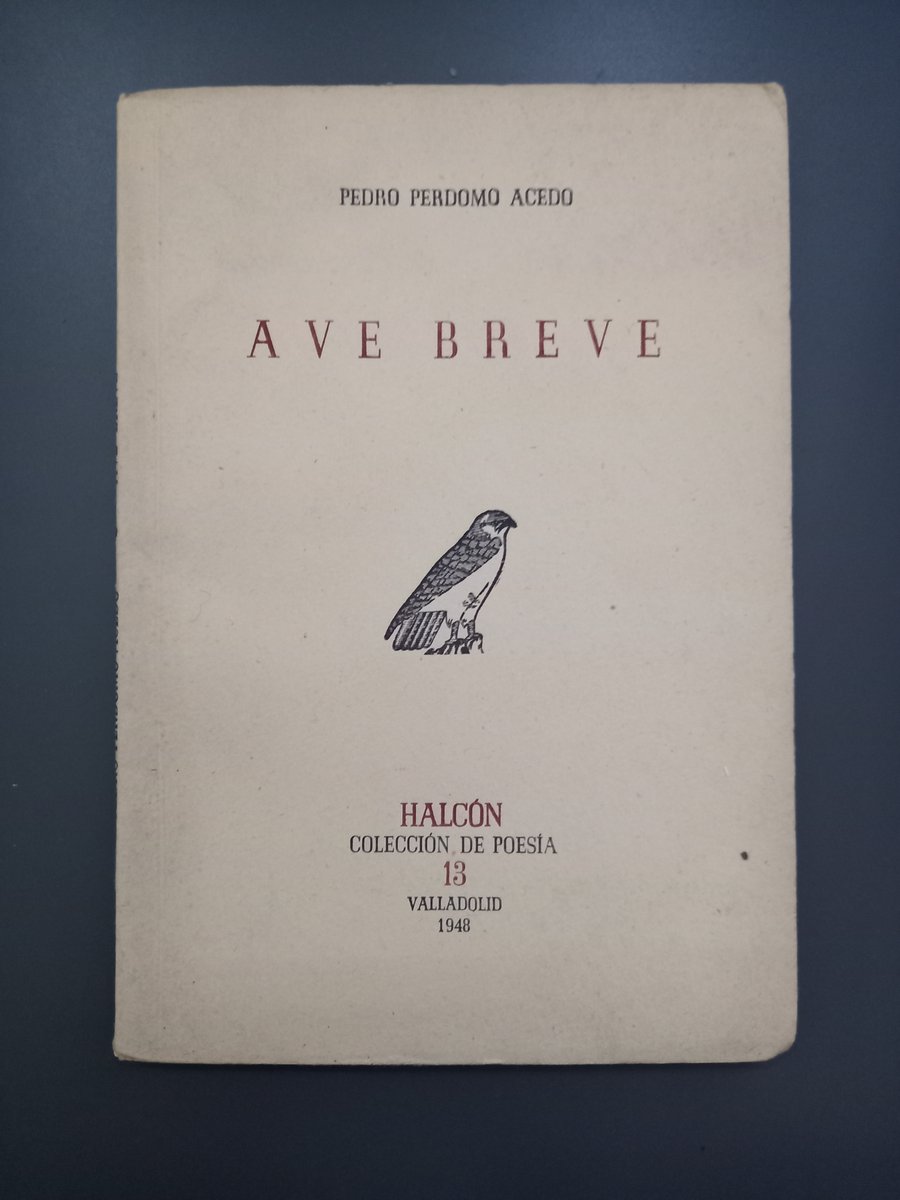 PEDRO PERDOMO ACEDO
AVE BREVE
HALCÓN
COLECCIÓN DE POESÍA
13
VALLADOLID
1948